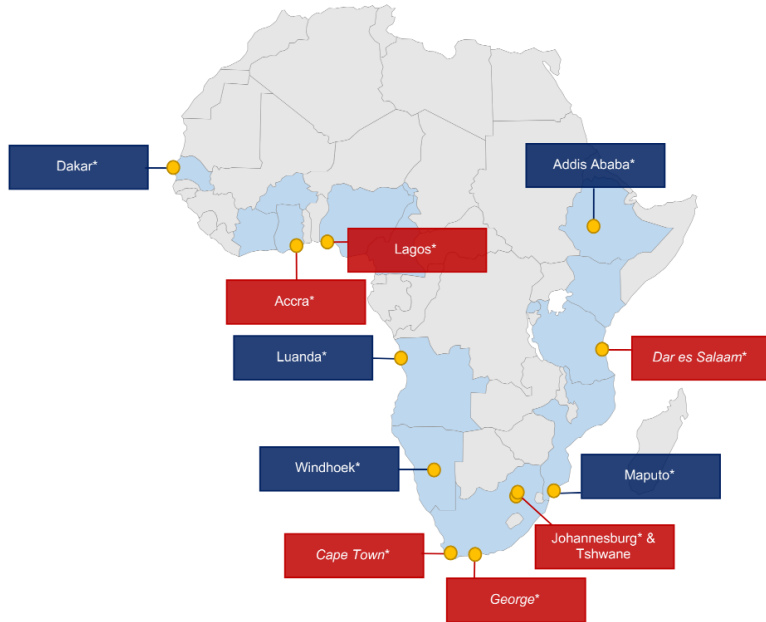 Dakar*
Addis Ababa*
Lagos*
Accra*
Luanda*
Dar es Salaam*
Windhoek*
Maputo*
Johannesburg* &
Tshwane
Cape Town*
George*